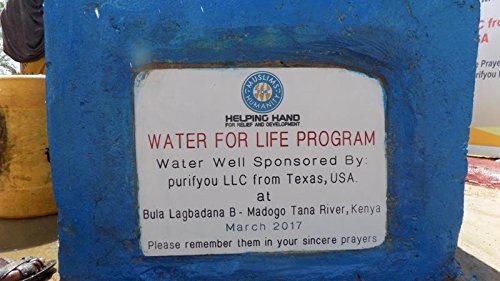 MUSLIMS
HUMANITY
HELPING HAND
FOR RELIEF AND DEVELOPMENT
WATER FOR LIFE PROGRAM
Water Well Sponsored By:
purifyou LLC from Texas, USA.
at
Bula Lagbadana B - Madogo Tana River, Kenya
March 2017
Please remember them in your sincere prayers